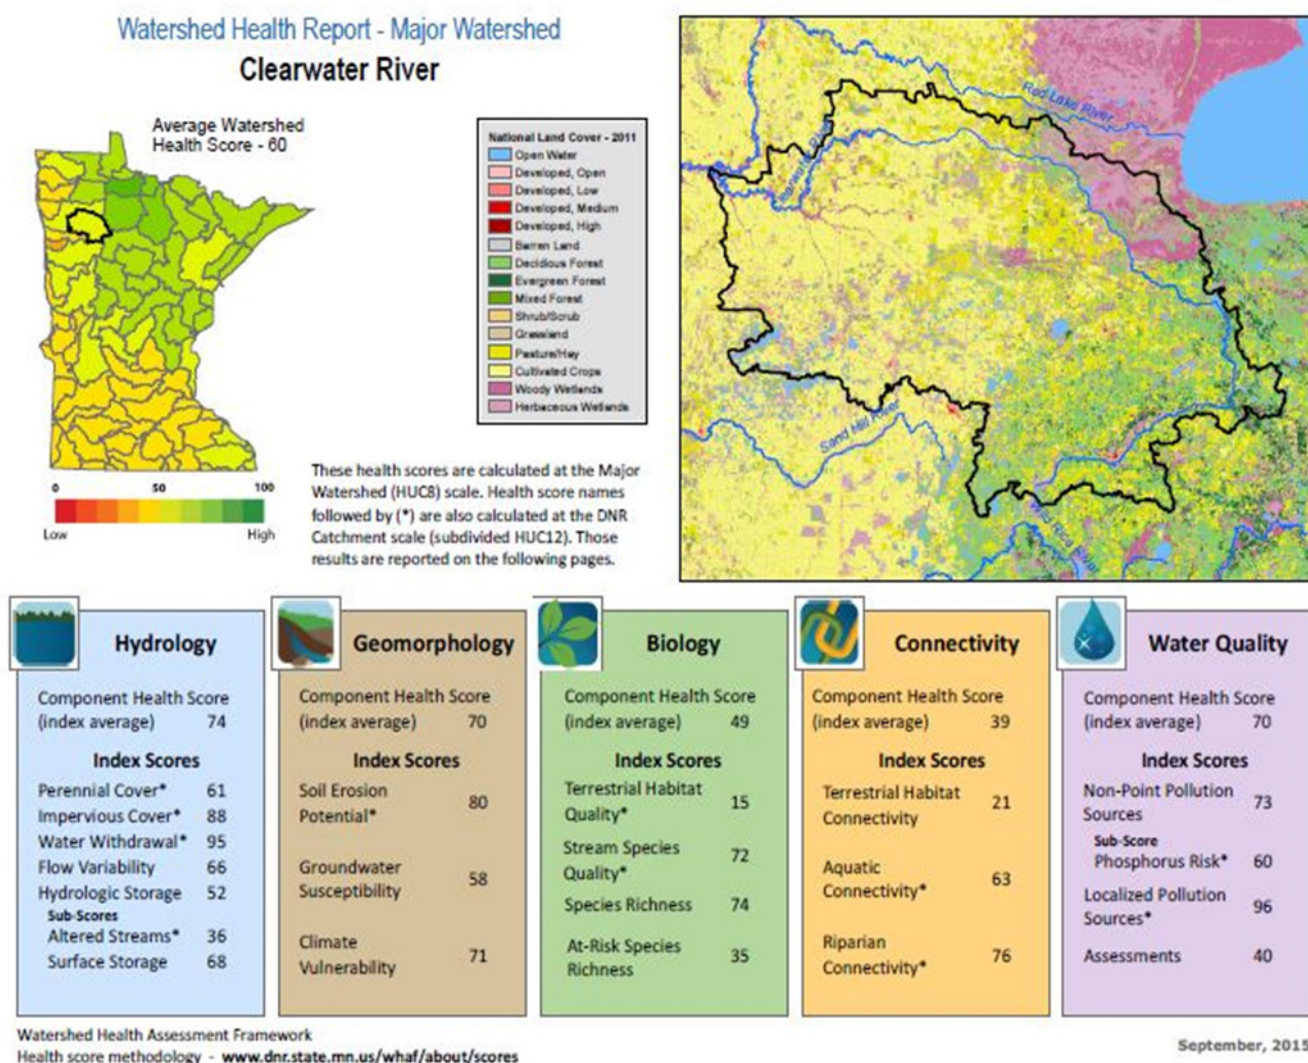 Watershed Health Report - Major Watershed
Clearwater River
Average Watershed
Health Score - 60
0 50 100
Low High
National Land Cover - 2011
Open Water
Developed, Open
Developed, Low
Developed, Medium
Developed, High
Barren Land
Decidious Forest
Evergreen Forest
Mixed Forest
Shrub/Scrub
Grassland
Pasture/Hay
Cultivated Crops
Woody Wetlands
Herbaceous Wetlands
These health scores are calculated at the Major
Watershed (HUC8) scale. Health score names
followed by (*) are also calculated at the DNR
Catchment scale (subdivided HUC12). Those
results are reported on the following pages.
Red Lake River
Sand Hill River
Wild Rice River
Hydrology
Component Health Score
(index average) 74
Index Scores
Perennial Cover* 61
Impervious Cover* 88
Water Withdrawal* 95
Flow Variability 66
Hydrologic Storage 52
Sub-Scores
Altered Streams* 36
Surface Storage 68
Geomorphology
Component Health Score
(index average) 70
Index Scores
Soil Erosion
Potential* 80
Groundwater
Susceptibility 58
Climate
Vulnerability 71
Biology
Component Health Score
(index average) 49
Index Scores
Terrestrial Habitat
Quality* 15
Stream Species
Quality* 72
Species Richness 74
At-Risk Species
Richness 35
Connectivity
Component Health Score
(index average) 39
Index Scores
Terrestrial Habitat
Connectivity 21
Aquatic
Connectivity* 63
Riparian
Connectivity* 76
Water Quality
Component Health Score
(index average) 70
Index Scores
Non-Point Pollution
Sources 73
Sub-Score
Phosphorus Risk* 60
Localized Pollution
Sources* 96
Assessments 40
Watershed Health Assessment Framework
Health score methodology - www.dnr.state.mn.us/whaf/about/scores
September, 2015